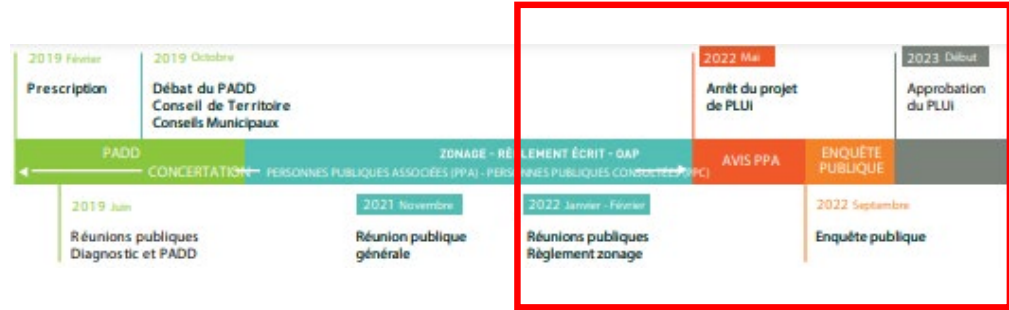 2019 Février
2019 Octobre
2022 Mai
2023 Début
Prescription
Débat du PADD
Conseil de Territoire
Conseils Municipaux
Arrêt du projet
de PLUi
Approbation
du PLUi
PADD
ZONAGE - RÈGLEMENT ÉCRIT - OAP
CONCERTATION
PERSONNES PUBLIQUES ASSOCIÉES (PPA) - PERSONNES PUBLIQUES CONSULTÉES (PPC)
AVIS PPA
ENQUÊTE
PUBLIQUE
2019 Juin
2021 Novembre
2022 Janvier - Février
2022 Septembre
Réunions publiques
Diagnostic et PADD
Réunion publique
générale
Réunions publiques
Règlement zonage
Enquête publique